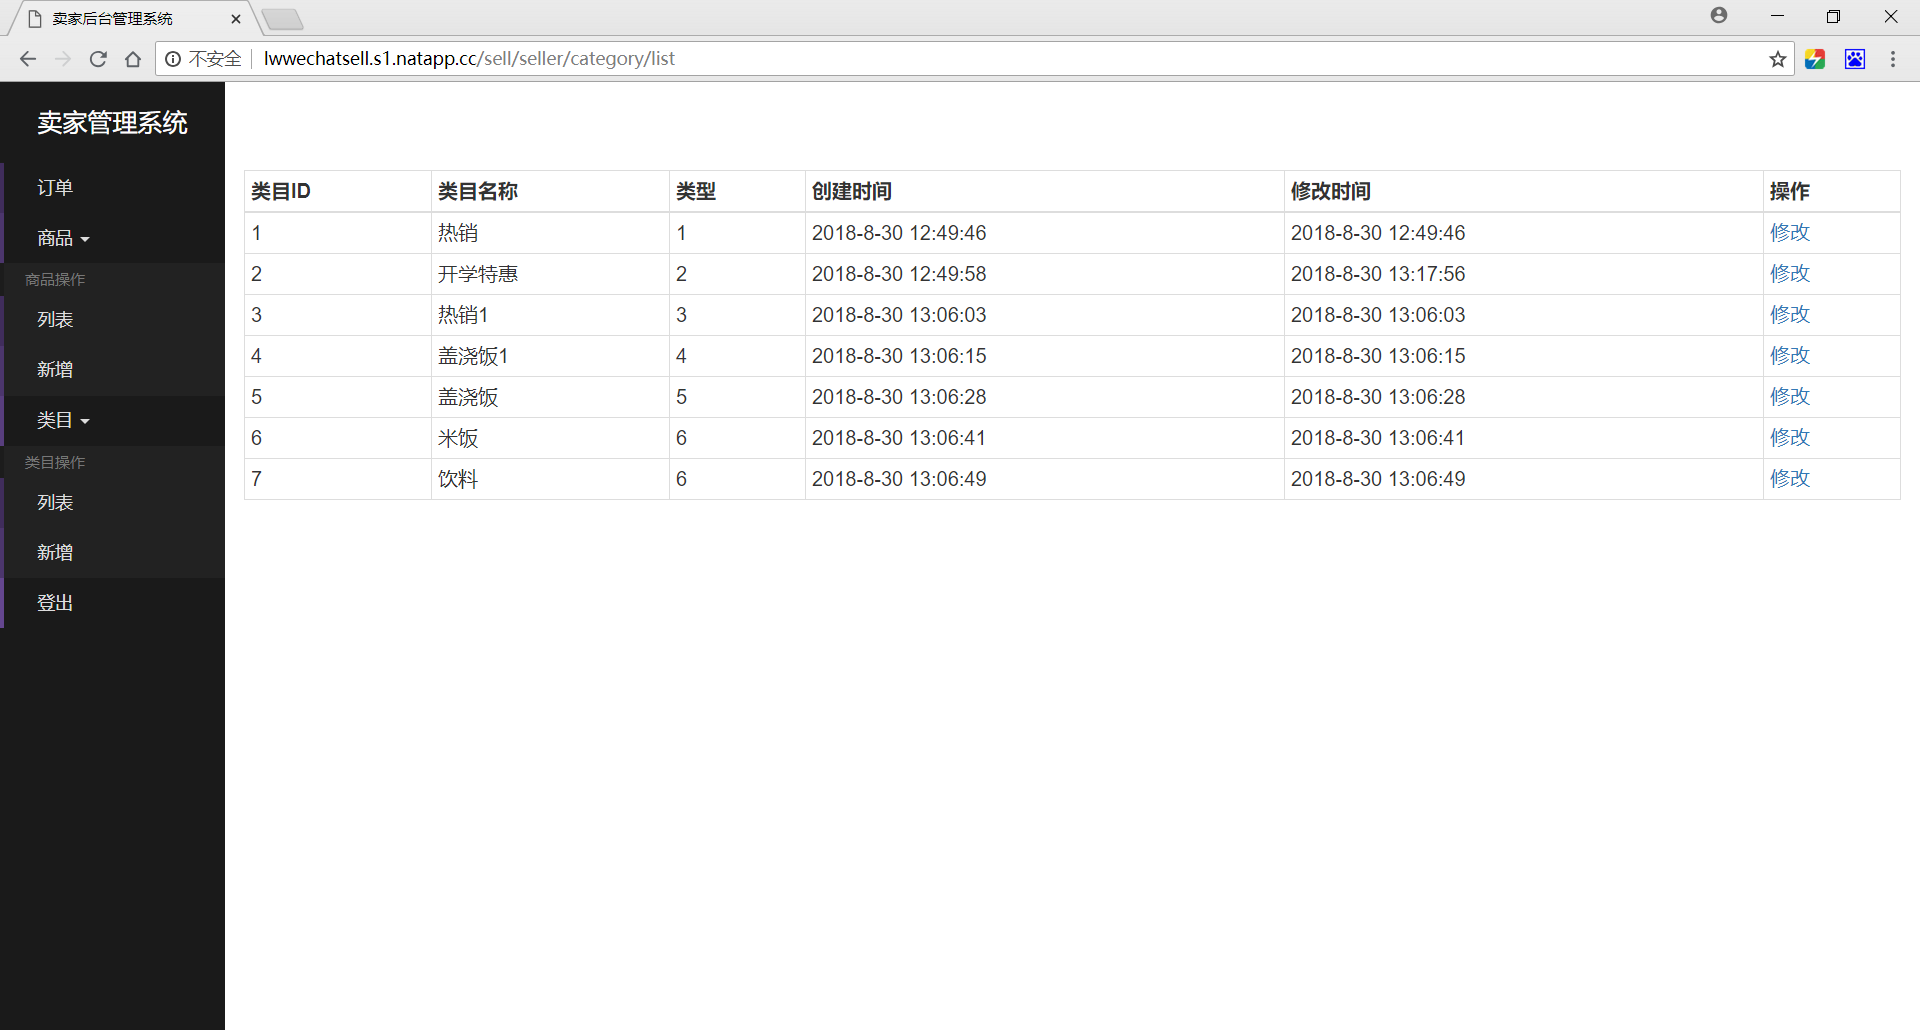 卖家后台管理系统
不安全 lwwechatsell.s1.natapp.cc/sell/seller/category/list
卖家管理系统
订单
商品
商品操作
列表
新增
类目
类目操作
列表
新增
登出
类目ID 类目名称 类型 创建时间 修改时间 操作
1 热销 1 2018-8-30 12:49:46 2018-8-30 12:49:46 修改
2 开学特惠 2 2018-8-30 12:49:58 2018-8-30 13:17:56 修改
3 热销1 3 2018-8-30 13:06:03 2018-8-30 13:06:03 修改
4 盖浇饭1 4 2018-8-30 13:06:15 2018-8-30 13:06:15 修改
5 盖浇饭 5 2018-8-30 13:06:28 2018-8-30 13:06:28 修改
6 米饭 6 2018-8-30 13:06:41 2018-8-30 13:06:41 修改
7 饮料 6 2018-8-30 13:06:49 2018-8-30 13:06:49 修改